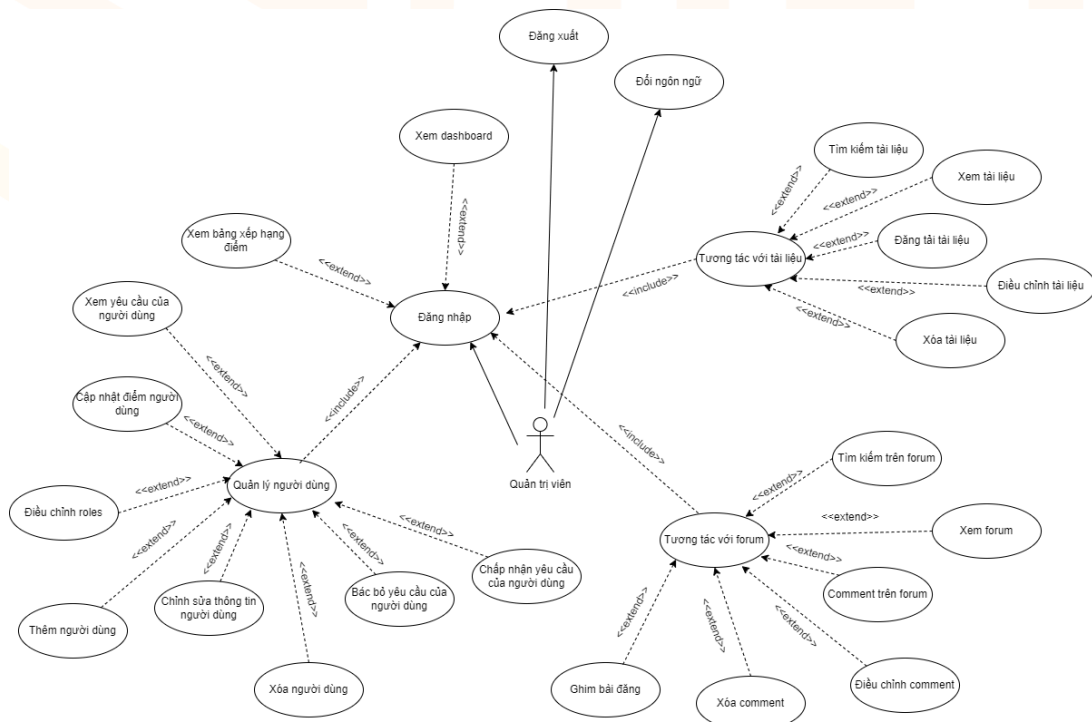 Đăng xuất
Đổi ngôn ngữ
Xem dashboard
Tìm kiếm tài liệu
Xem tài liệu
<<extend>>
<<extend>>
<<extend>>
Xem bảng xếp hạng
điểm
<<extend>>
<<extend>>
Đăng tải tài liệu
Tương tác với tài liệu
<<include>>
Điều chỉnh tài liệu
<<extend>>
<<extend>>
Xóa tài liệu
Xem yêu cầu của
người dùng
Đăng nhập
<<extend>>
<<include>>
Cập nhật điểm người
dùng
<<extend>>
<<include>>
Quản trị viên
Tìm kiếm trên forum
<<extend>>
Quản lý người dùng
<<extend>>
Điều chỉnh roles
<<extend>>
Xem forum
<<extend>>
Tương tác với forum
<<extend>>
<<extend>>
<<extend>>
<<extend>>
<<extend>>
Chấp nhận yêu cầu
của người dùng
<<extend>>
Comment trên forum
Bác bỏ yêu cầu của
người dùng
Chỉnh sửa thông tin
người dùng
Thêm người dùng
<<extend>>
<<extend>>
<<extend>>
Xóa người dùng
Ghim bài đăng
Xóa comment
Điều chỉnh comment